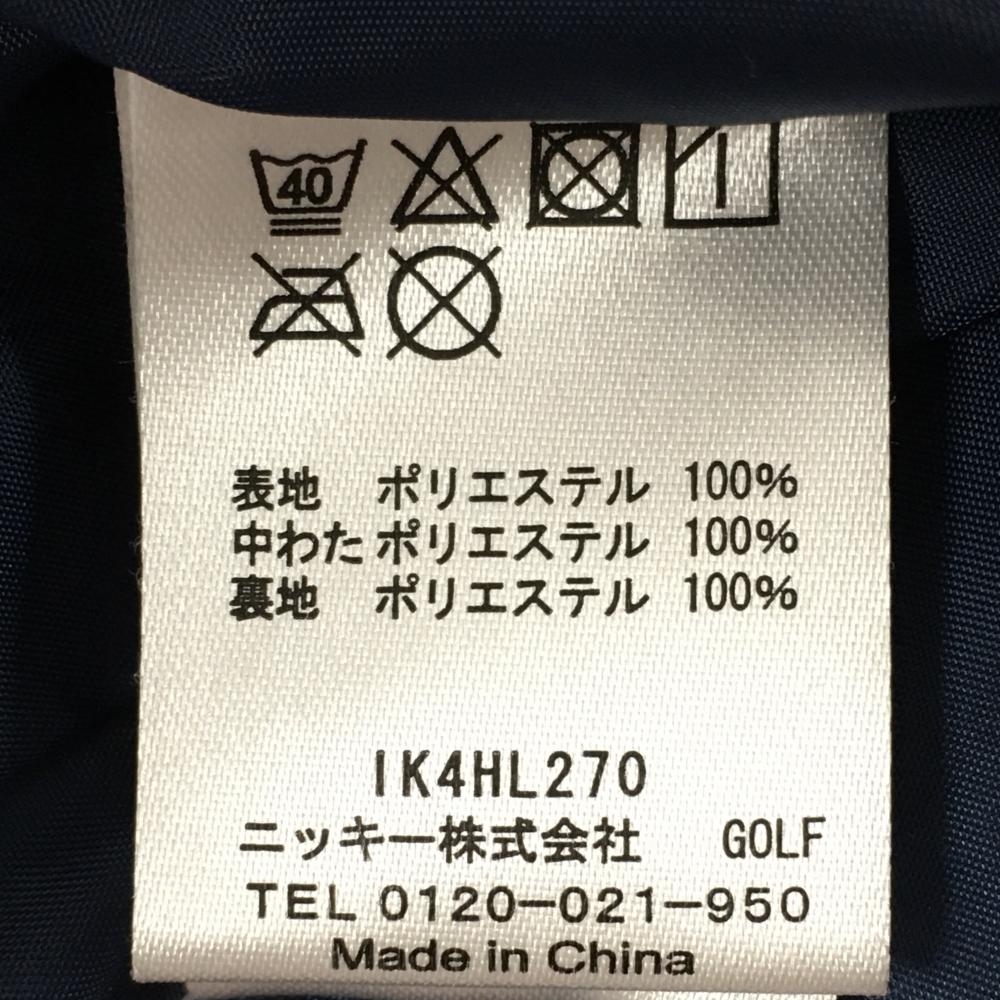 40
表地 ポリエステル 100%
中わた ポリエステル 100%
裏地 ポリエステル 100%
IK4HL270
ニッキー株式会社 GOLF
TEL 0120-021-950
Made in China